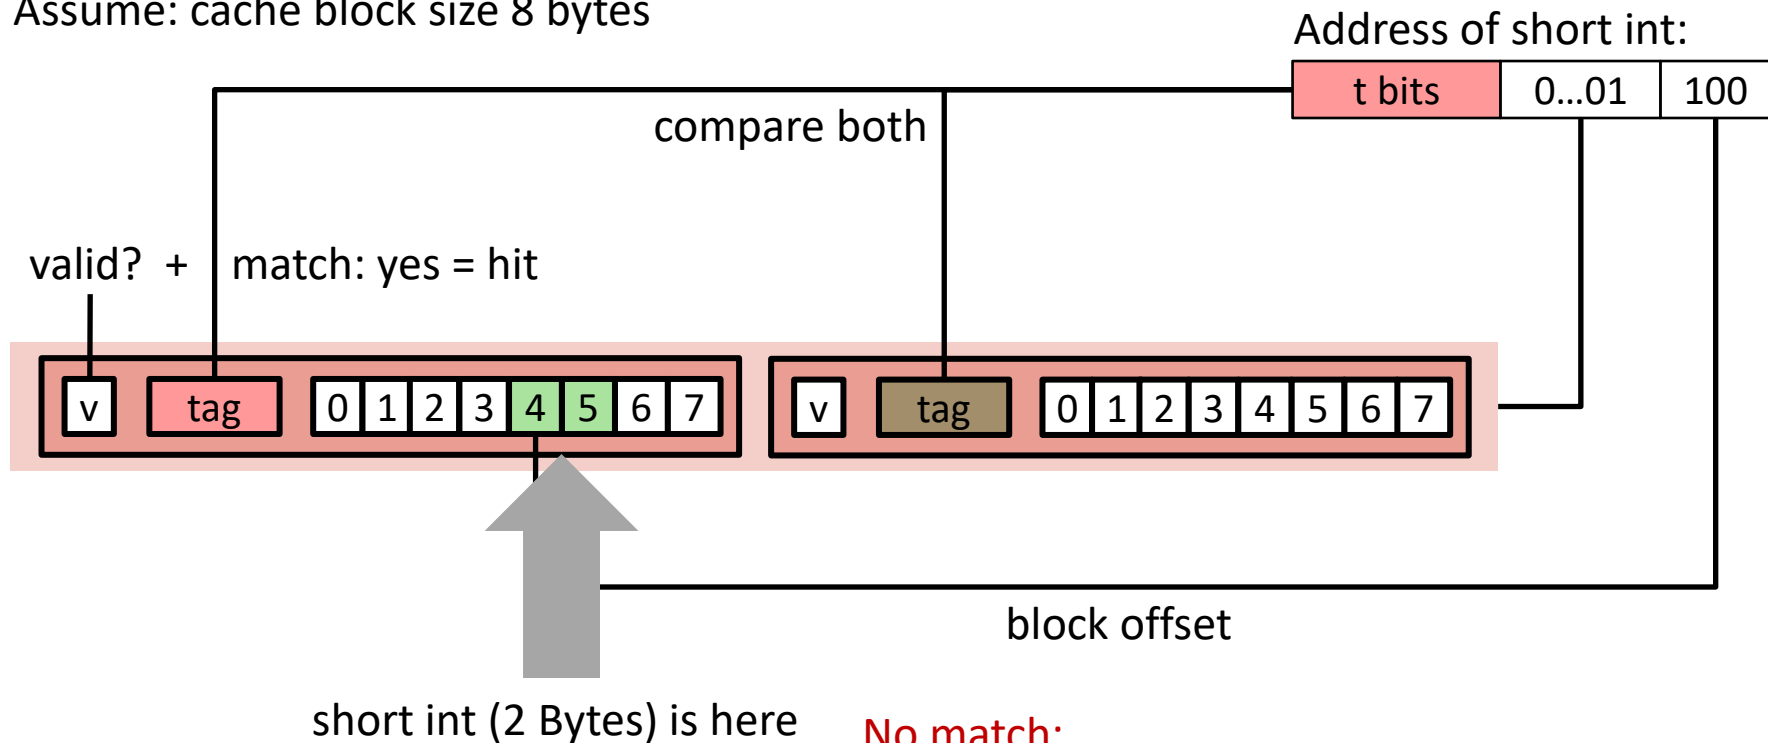 Assume: cache block size 8 bytes
Address of short int:
t bits 0...01 100
compare both
valid? + match: yes = hit
v tag 0 1 2 3 4 5 6 7 v tag 0 1 2 3 4 5 6 7
block offset
short int (2 Bytes) is here
No match: